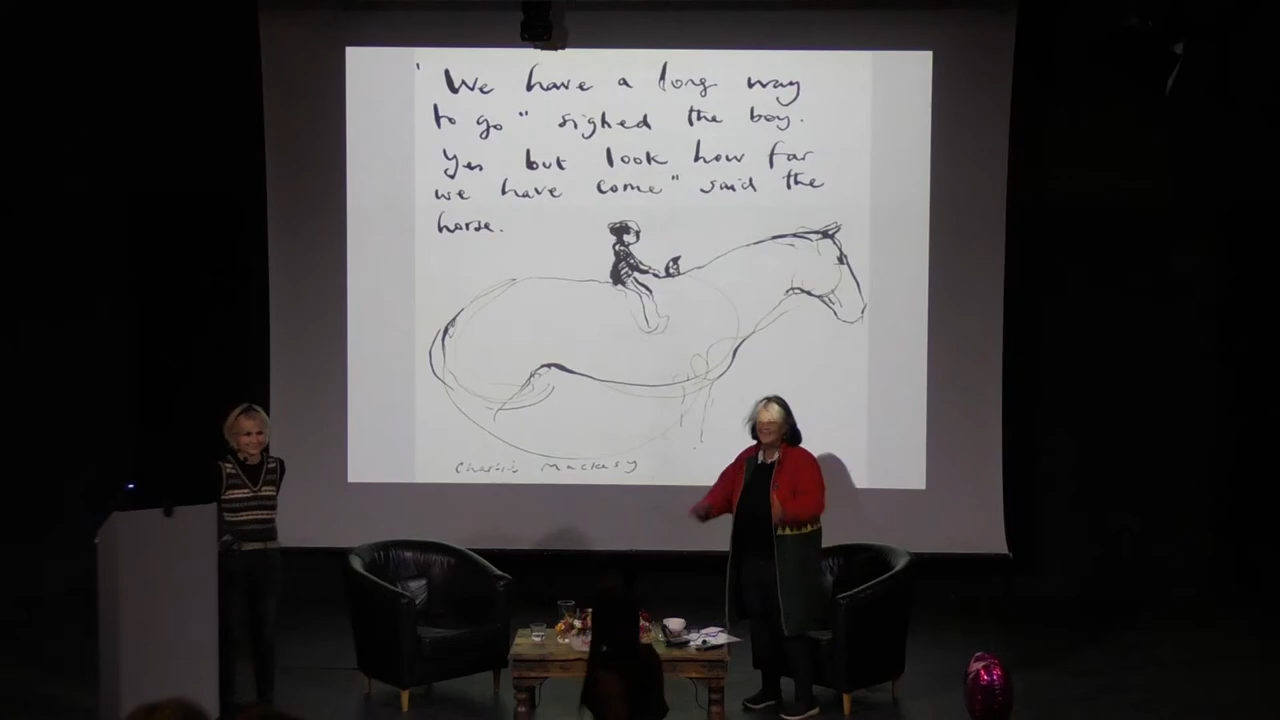 ' We have a long way
to go" sighed the boy.
Yes but look how far
we have come" said the
horse.
Charlie Mackesy